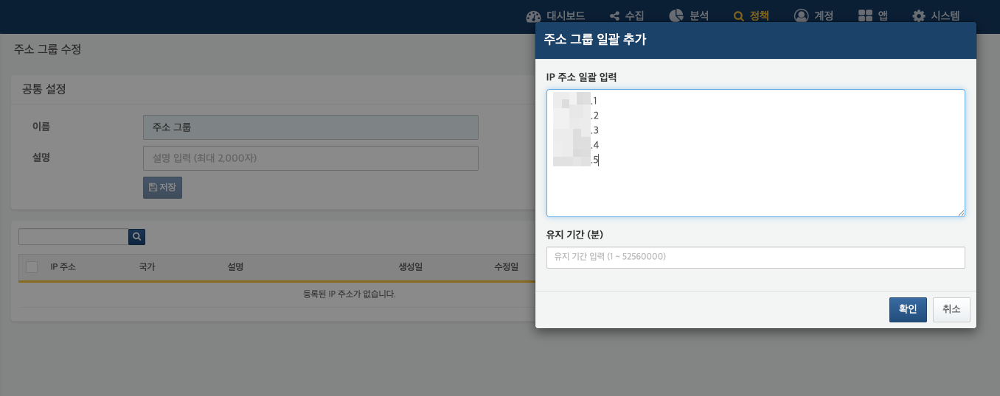 대시보드 수집 분석 정책 계정 앱 시스템
주소 그룹 수정
공통 설정
이름 주소 그룹
설명 설명 입력 (최대 2,000자)
저장
IP 주소 국가 설명 생성일 수정일
등록된 IP 주소가 없습니다.
주소 그룹 일괄 추가
IP 주소 일괄 입력
.1
.2
.3
.4
.5
유지 기간 (분)
유지 기간 입력 (1 ~ 52560000)
확인 취소